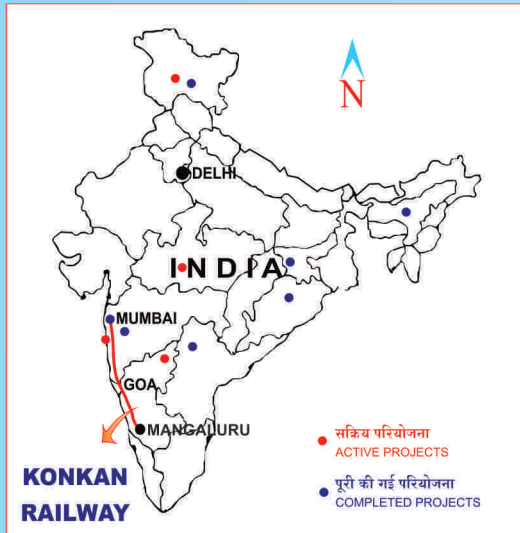 N
DELHI
INDIA
MUMBAI
GOA
MANGALURU
सक्रिय परियोजना
ACTIVE PROJECTS
पूरी की गई परियोजना
COMPLETED PROJECTS
KONKAN
RAILWAY